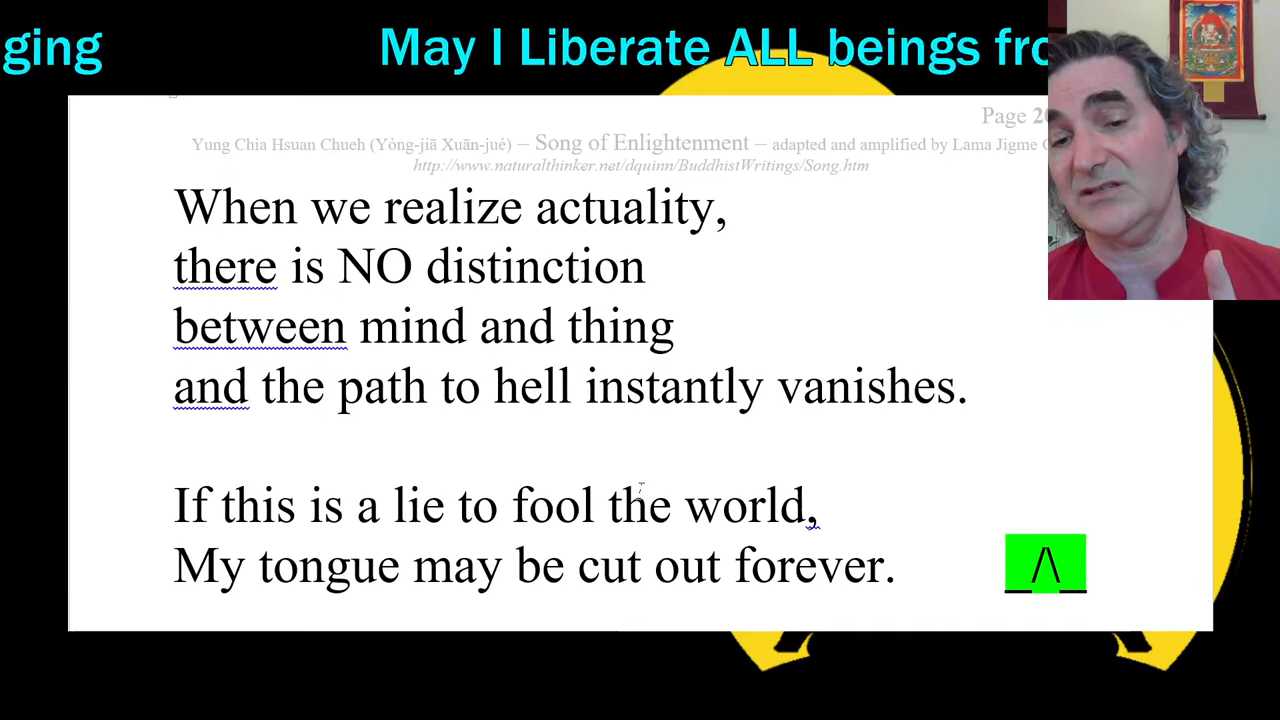 ging May I Liberate ALL beings fro
Page 20
Yung Chia Hsuan Chueh (Yòng-jiā Xuān-jué) – Song of Enlightenment – adapted and amplified by Lama Jigme
http://www.naturalthinker.net/dquinn/BuddhistWritings/Song.htm
When we realize actuality,
there is NO distinction
between mind and thing
and the path to hell instantly vanishes.
If this is a lie to fool the world,
My tongue may be cut out forever.
_/\_